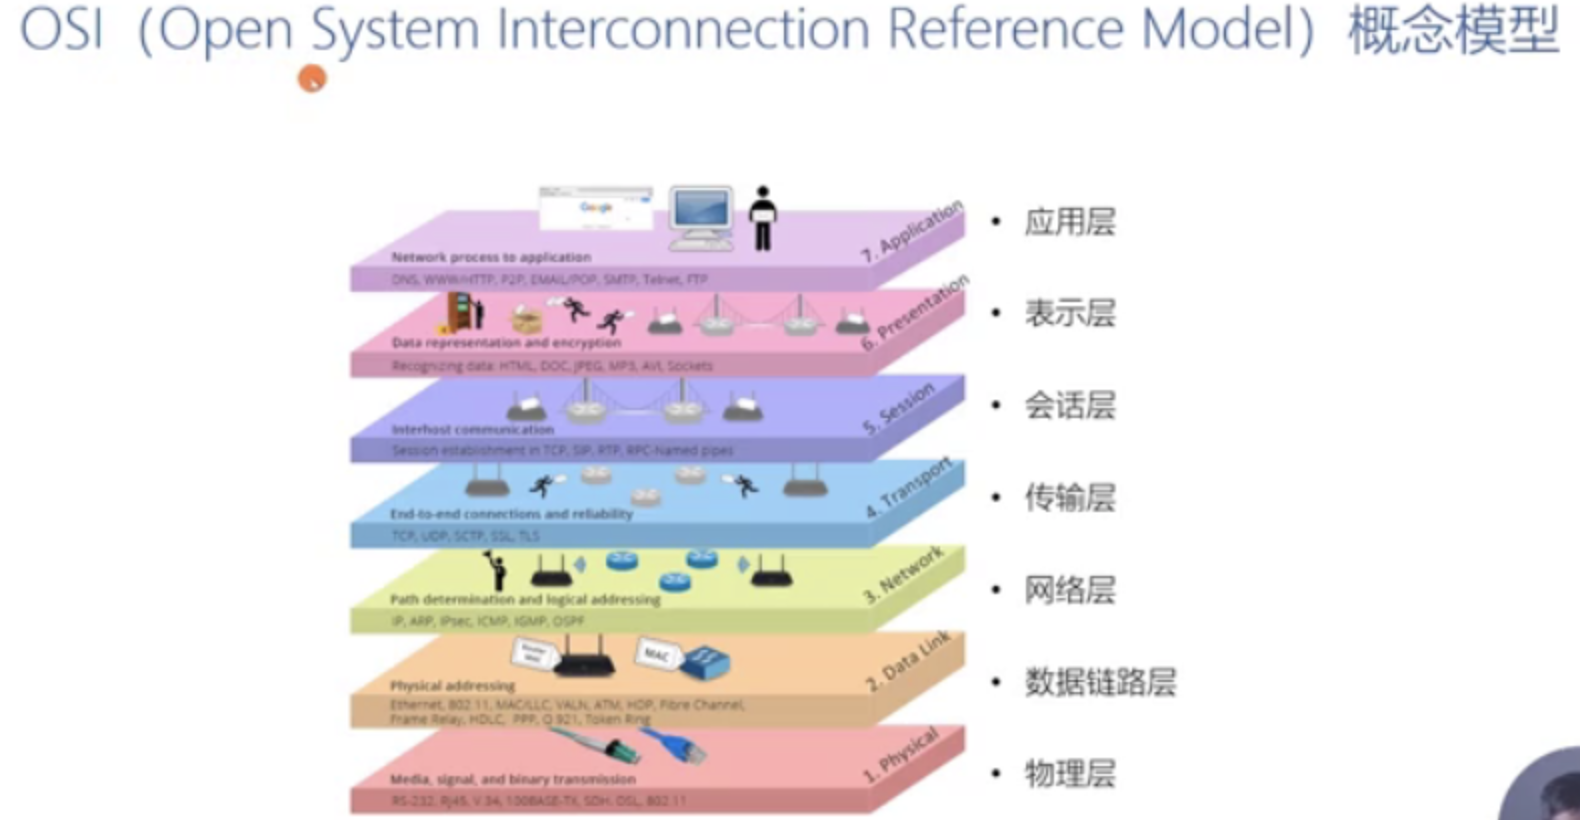 OSI（Open System Interconnection Reference Model）概念模型
Google
7. Application
Network process to application
DNS, WWW/HTTP, P2P, EMAIL/POP, SMTP, Telnet, FTP
应用层
6. Presentation
Data representation and encryption
Recognizing data: HTML, DOC, JPEG, MP3, AVI, Sockets
表示层
5. Session
Interhost communication
Session establishment in TCP, SIP, RTP, RPC-Named pipes
会话层
4. Transport
End-to-end connections and reliability
TCP, UDP, SCTP, SSL, TLS
传输层
3. Network
Path determination and logical addressing
IP, ARP, IPsec, ICMP, IGMP, OSPF
网络层
MAC
MAC
2. Data Link
Physical addressing
Ethernet, 802.11, MAC/LLC, VALN, ATM, HDP, Fibre Channel,
Frame Relay, HDLC, PPP, Q.921, Token Ring
数据链路层
1. Physical
Media, signal, and binary transmission
RS-232, RJ45, V.34, 100BASE-TX, SDH, DSL, 802.11
物理层